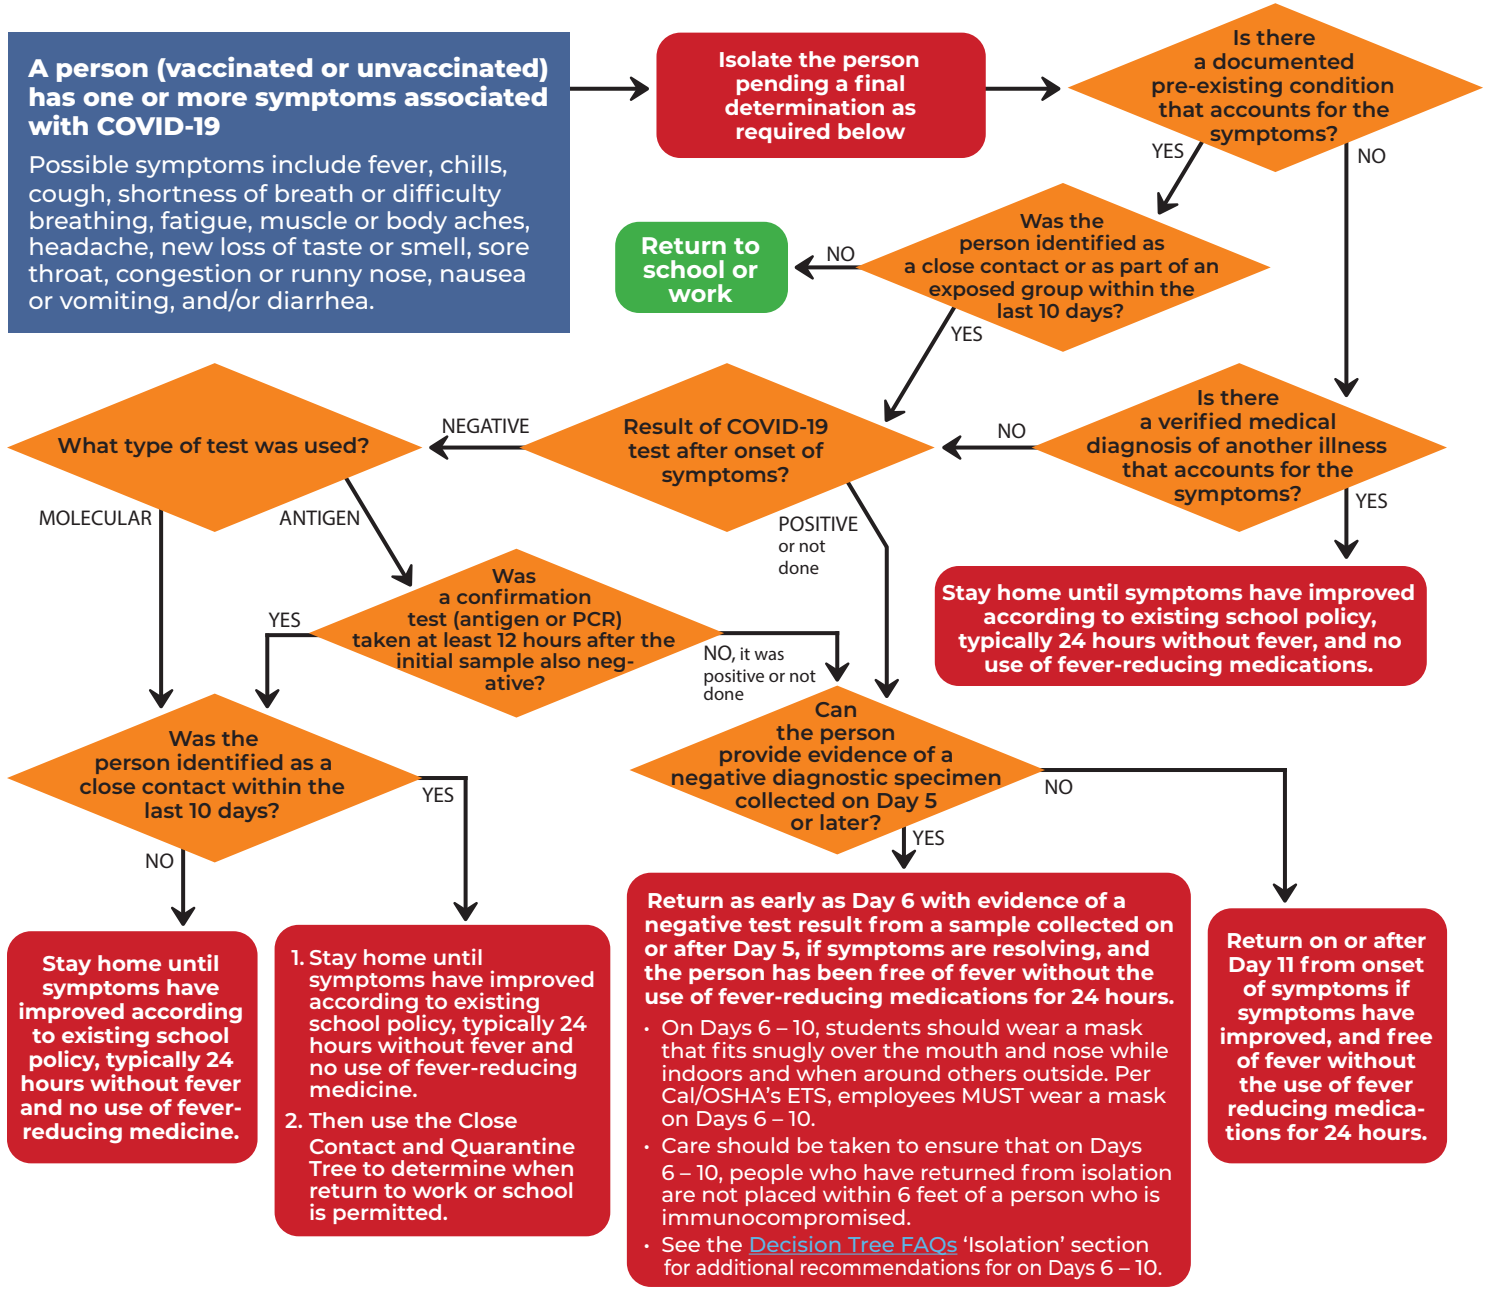 A person (vaccinated or unvaccinated)
has one or more symptoms associated
with COVID-19
Possible symptoms include fever, chills,
cough, shortness of breath or difficulty
breathing, fatigue, muscle or body aches,
headache, new loss of taste or smell, sore
throat, congestion or runny nose, nausea
or vomiting, and/or diarrhea.
Isolate the person
pending a final
determination as
required below
Is there
a documented
pre-existing condition
that accounts for the
symptoms?
YES
NO
Was the
person identified as
a close contact or as part of an
exposed group within the
last 10 days?
NO
YES
Return to
school or
work
Is there
a verified medical
diagnosis of another illness
that accounts for the
symptoms?
NO
YES
Stay home until symptoms have improved
according to existing school policy,
typically 24 hours without fever, and no
use of fever-reducing medications.
Result of COVID-19
test after onset of
symptoms?
NEGATIVE
POSITIVE
or not
done
What type of test was used?
MOLECULAR
ANTIGEN
Was
a confirmation
test (antigen or PCR)
taken at least 12 hours after the
initial sample also neg-
ative?
YES
NO, it was
positive or not
done
Was the
person identified as a
close contact within the
last 10 days?
YES
NO
Can
the person
provide evidence of a
negative diagnostic specimen
collected on Day 5
or later?
NO
YES
Stay home until
symptoms have
improved according
to existing school
policy, typically 24
hours without fever
and no use of fever-
reducing medicine.
1. Stay home until
symptoms have improved
according to existing
school policy, typically 24
hours without fever and
no use of fever-reducing
medicine.
2. Then use the Close
Contact and Quarantine
Tree to determine when
return to work or school
is permitted.
Return as early as Day 6 with evidence of a
negative test result from a sample collected on
or after Day 5, if symptoms are resolving, and
the person has been free of fever without the
use of fever-reducing medications for 24 hours.
• On Days 6 – 10, students should wear a mask
that fits snugly over the mouth and nose while
indoors and when around others outside. Per
Cal/OSHA's ETS, employees MUST wear a mask
on Days 6 – 10.
• Care should be taken to ensure that on Days
6 – 10, people who have returned from isolation
are not placed within 6 feet of a person who is
immunocompromised.
• See the Decision Tree FAQs ‘Isolation’ section
for additional recommendations for on Days 6 – 10.
Return on or after
Day 11 from onset
of symptoms if
symptoms have
improved, and free
of fever without
the use of fever
reducing medica-
tions for 24 hours.